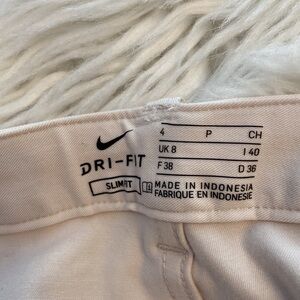 4 P CH
UK 8 I 40
F 38 D 36
DRI-FIT
SLIM FIT
MADE IN INDONESIA
FABRIQUE EN INDONESIE